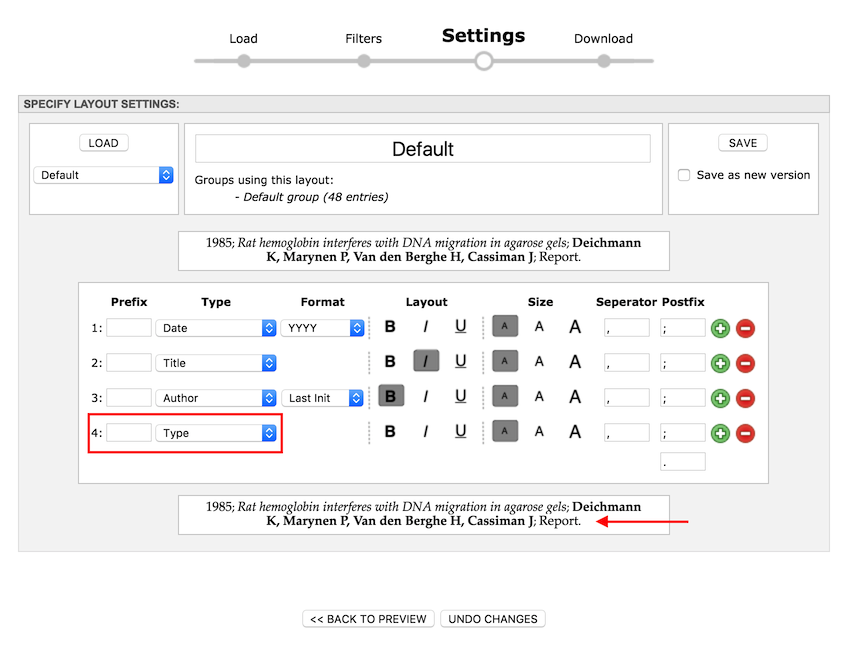 Load Filters Settings Download
SPECIFY LAYOUT SETTINGS:
LOAD
Default
Default
Groups using this layout:
- Default group (48 entries)
SAVE
Save as new version
1985; Rat hemoglobin interferes with DNA migration in agarose gels; Deichmann
K, Marynen P, Van den Berghe H, Cassiman J; Report.
Prefix Type Format Layout Size Seperator Postfix
1: Date YYYY B I U A A A , ;
2: Title B I U A A A , ;
3: Author Last Init B I U A A A , ;
4: Type B I U A A A , ;
.
1985; Rat hemoglobin interferes with DNA migration in agarose gels; Deichmann
K, Marynen P, Van den Berghe H, Cassiman J; Report.
<< BACK TO PREVIEW UNDO CHANGES